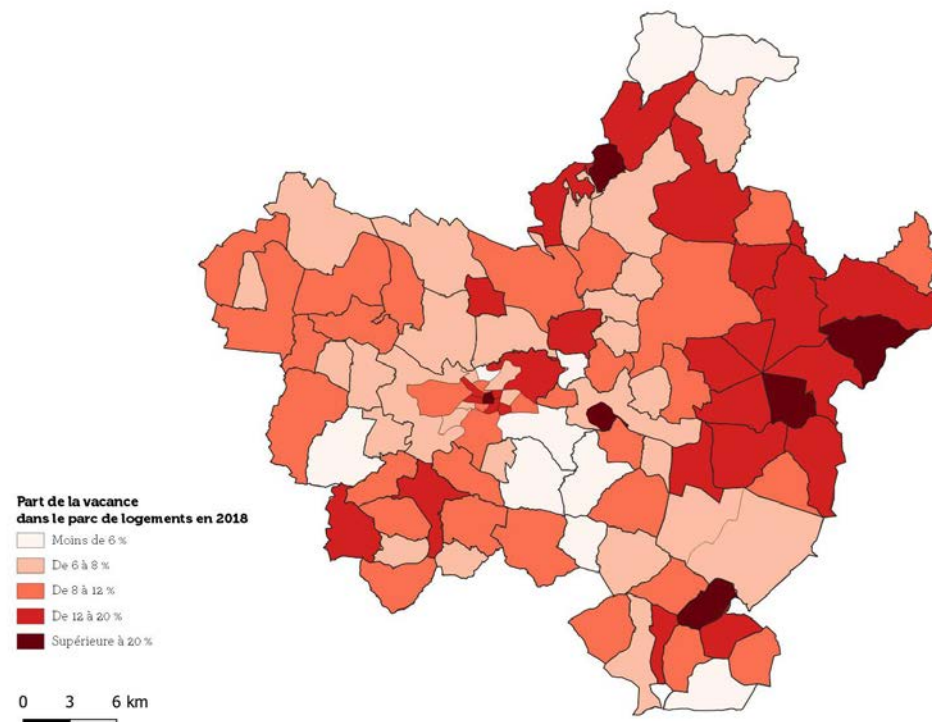 Part de la vacance
dans le parc de logements en 2018
Moins de 6 %
De 6 à 8 %
De 8 à 12 %
De 12 à 20 %
Supérieure à 20 %
0 3 6 km